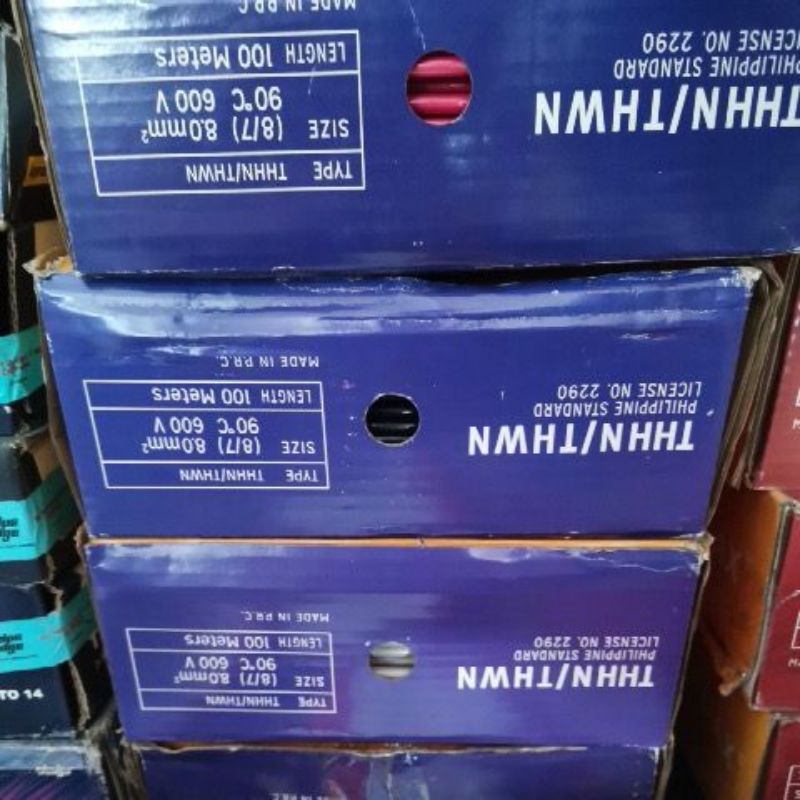 THHN/THWN
PHILIPPINE STANDARD
LICENSE NO. 2290
TYPE THHN/THWN
SIZE (8/7) 8.0mm²
90°C 600 V
LENGTH 100 Meters
MADE IN P.R.C.
THHN/THWN
PHILIPPINE STANDARD
LICENSE NO. 2290
TYPE THHN/THWN
SIZE (8/7) 8.0mm²
90°C 600 V
LENGTH 100 Meters
MADE IN P.R.C.
THHN/THWN
PHILIPPINE STANDARD
LICENSE NO. 2290
TYPE THHN/THWN
SIZE (8/7) 8.0mm²
90°C 600 V
LENGTH 100 Meters
MADE IN P.R.C.
TO 14